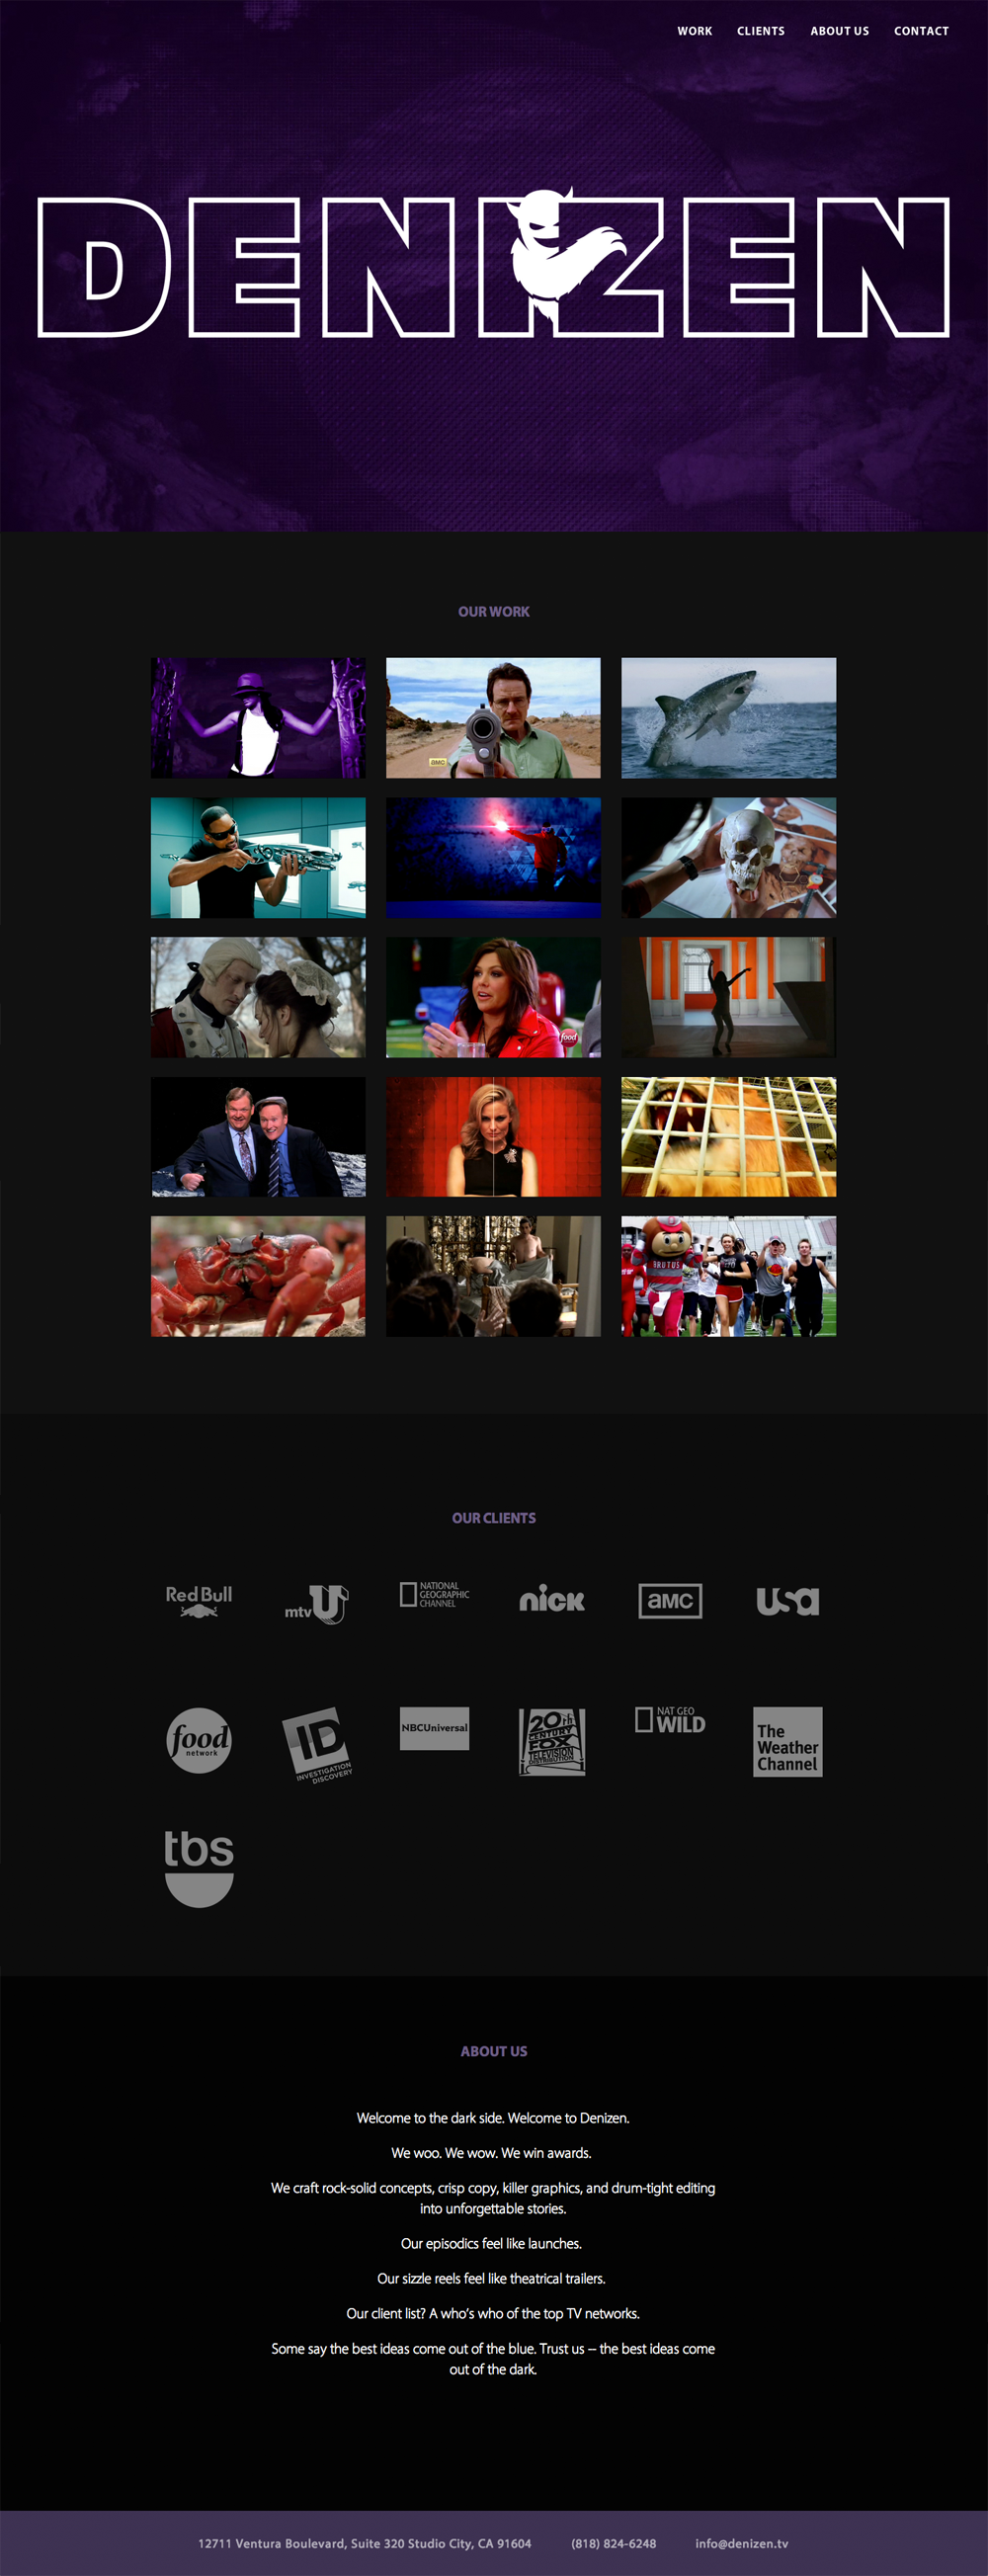 WORK CLIENTS ABOUT US CONTACT
DENIZEN
OUR WORK
AMC
food
BRUTUS
OUR CLIENTS
Red Bull
mtvU
NATIONAL
GEOGRAPHIC
CHANNEL
nick
aMC
usa
food
network
ID
INVESTIGATION
DISCOVERY
NBCUniversal
20th
CENTURY
FOX
TELEVISION
DISTRIBUTION
NAT GEO
WILD
The
Weather
Channel
tbs
ABOUT US
Welcome to the dark side. Welcome to Denizen.
We woo. We wow. We win awards.
We craft rock-solid concepts, crisp copy, killer graphics, and drum-tight editing
into unforgettable stories.
Our episodics feel like launches.
Our sizzle reels feel like theatrical trailers.
Our client list? A who's who of the top TV networks.
Some say the best ideas come out of the blue. Trust us – the best ideas come
out of the dark.
12711 Ventura Boulevard, Suite 320 Studio City, CA 91604 (818) 824-6248 info@denizen.tv